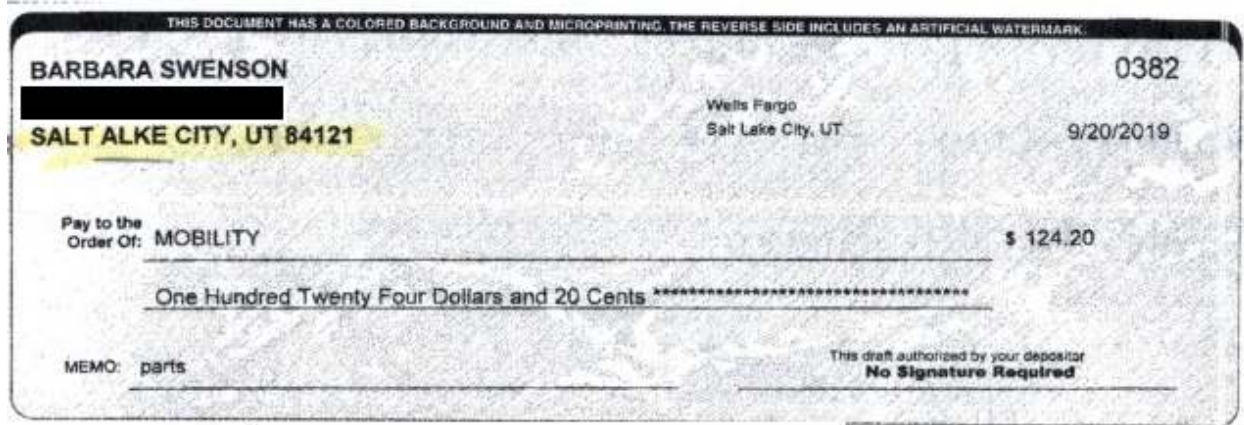 THIS DOCUMENT HAS A COLORED BACKGROUND AND MICROPRINTING. THE REVERSE SIDE INCLUDES AN ARTIFICIAL WATERMARK.
BARBARA SWENSON
0382
Wells Fargo
SALT ALKE CITY, UT 84121
Salt Lake City, UT
9/20/2019
Pay to the
Order Of: MOBILITY
$ 124.20
One Hundred Twenty Four Dollars and 20 Cents *************************************
MEMO: parts
This draft authorized by your depositor
No Signature Required